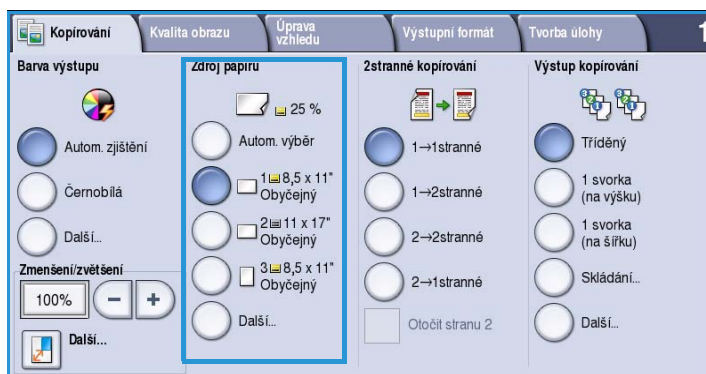 Kopírování
Kvalita obrazu
Úprava
vzhledu
Výstupní formát
Tvorba úlohy
1
Barva výstupu
Autom. zjištění
Černobílá
Další...
Zmenšení/zvětšení
100%
−
+
Další...
Zdroj papíru
25 %
Autom. výběr
1 8,5 x 11"
Obyčejný
2 11 x 17"
Obyčejný
3 8,5 x 11"
Obyčejný
Další...
2stranné kopírování
1→1stranné
1→2stranné
2→2stranné
2→1stranné
Otočit stranu 2
Výstup kopírování
Tříděný
1 svorka
(na výšku)
1 svorka
(na šířku)
Skládání...
Další...